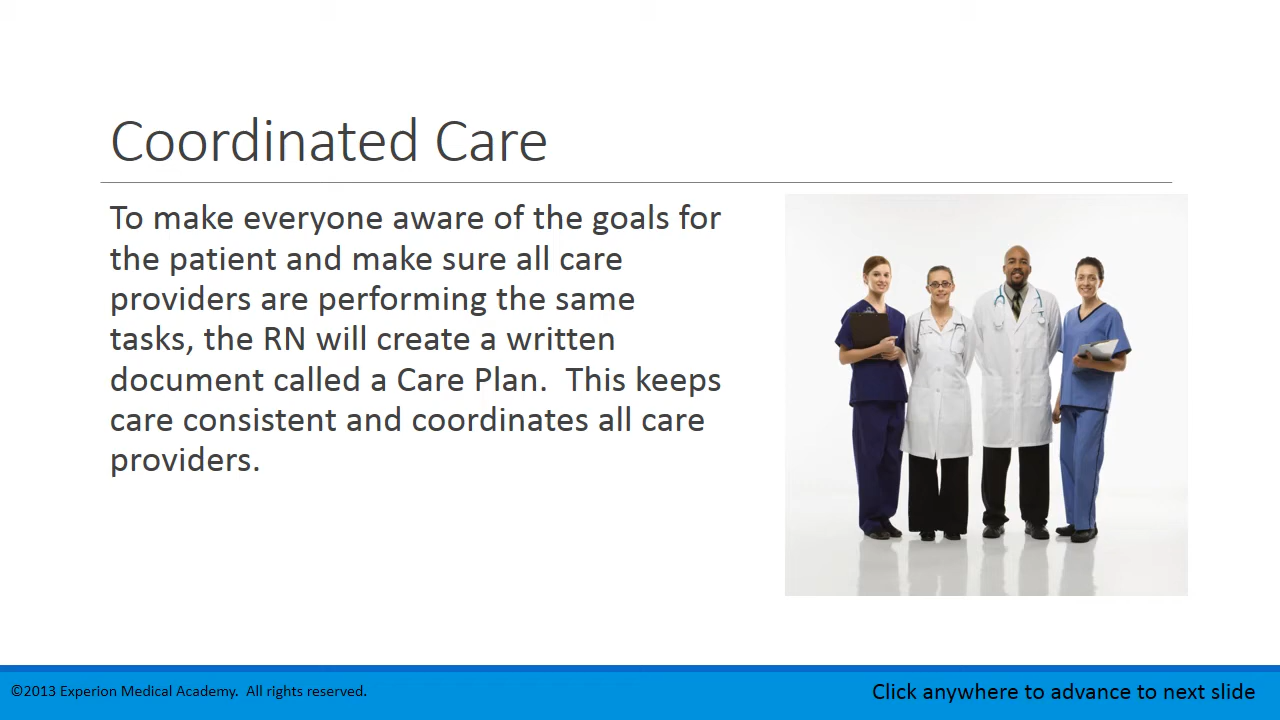 Coordinated Care
To make everyone aware of the goals for
the patient and make sure all care
providers are performing the same
tasks, the RN will create a written
document called a Care Plan.  This keeps
care consistent and coordinates all care
providers.
©2013 Experion Medical Academy.  All rights reserved.
Click anywhere to advance to next slide